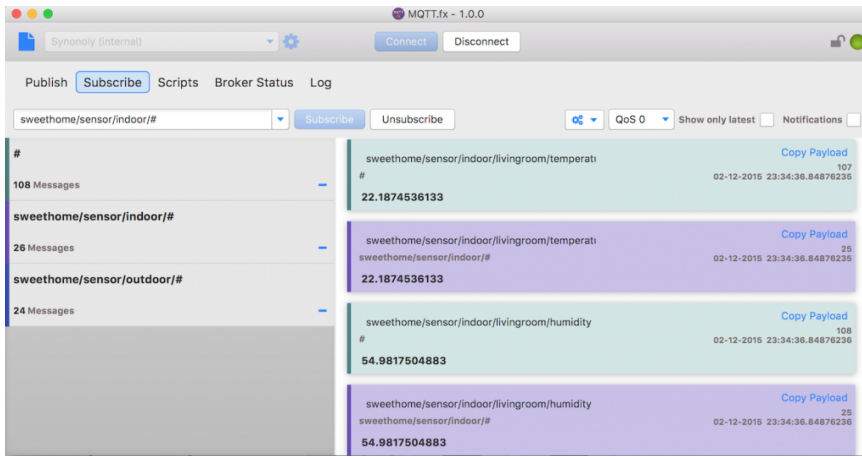 MQTT.fx - 1.0.0
Synonoly (internal)
Connect
Disconnect
Publish
Subscribe
Scripts
Broker Status
Log
sweethome/sensor/indoor/#
Subscribe
Unsubscribe
QoS 0
Show only latest
Notifications
#
108 Messages
sweethome/sensor/indoor/#
26 Messages
sweethome/sensor/outdoor/#
24 Messages
sweethome/sensor/indoor/livingroom/temperatu
Copy Payload
#
107
02-12-2015 23:34:36.84876235
22.1874536133
sweethome/sensor/indoor/livingroom/temperatu
Copy Payload
sweethome/sensor/indoor/#
25
02-12-2015 23:34:36.84876235
22.1874536133
sweethome/sensor/indoor/livingroom/humidity
Copy Payload
#
108
02-12-2015 23:34:36.84876236
54.9817504883
sweethome/sensor/indoor/livingroom/humidity
Copy Payload
sweethome/sensor/indoor/#
25
02-12-2015 23:34:36.84876236
54.9817504883